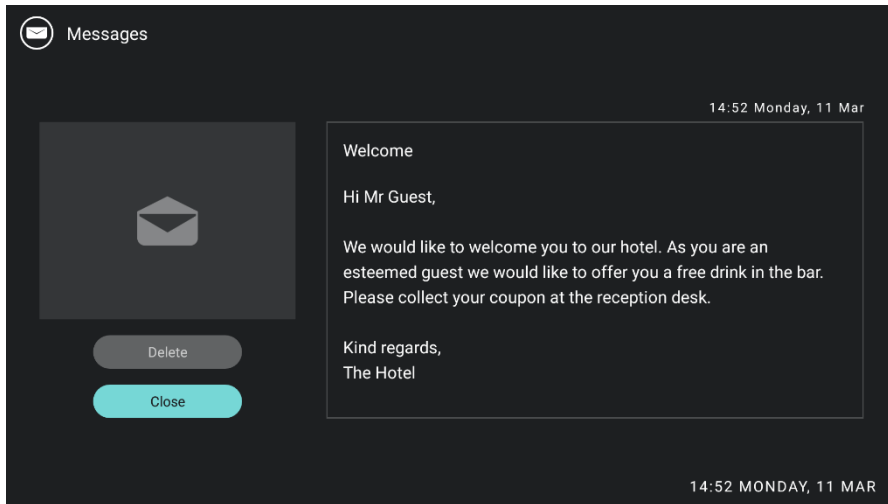 Messages
14:52 Monday, 11 Mar
Welcome
Hi Mr Guest,
We would like to welcome you to our hotel. As you are an
esteemed guest we would like to offer you a free drink in the bar.
Please collect your coupon at the reception desk.
Kind regards,
The Hotel
Delete
Close
14:52 MONDAY, 11 MAR